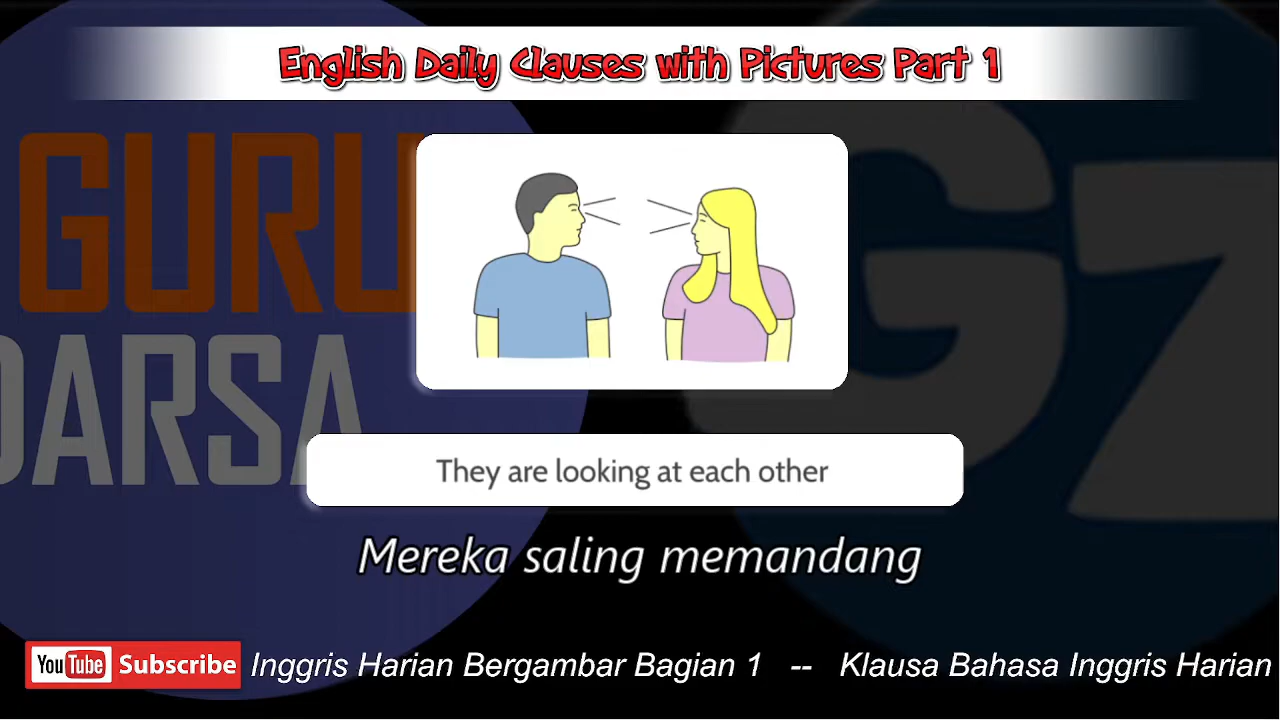 English Daily Clauses with Pictures Part 1
GURU
DARSA
GZ
They are looking at each other
Mereka saling memandang
YouTube Subscribe
Inggris Harian Bergambar Bagian 1 -- Klausa Bahasa Inggris Harian